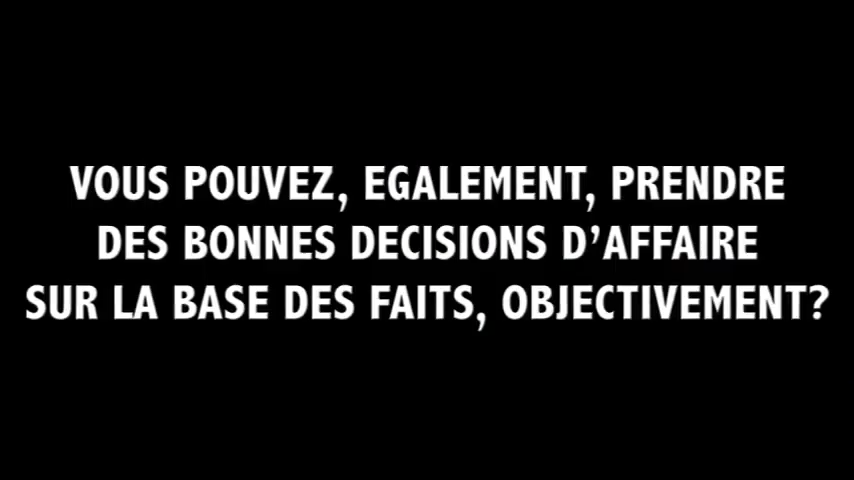 VOUS POUVEZ, EGALEMENT, PRENDRE
DES BONNES DECISIONS D’AFFAIRE
SUR LA BASE DES FAITS, OBJECTIVEMENT?